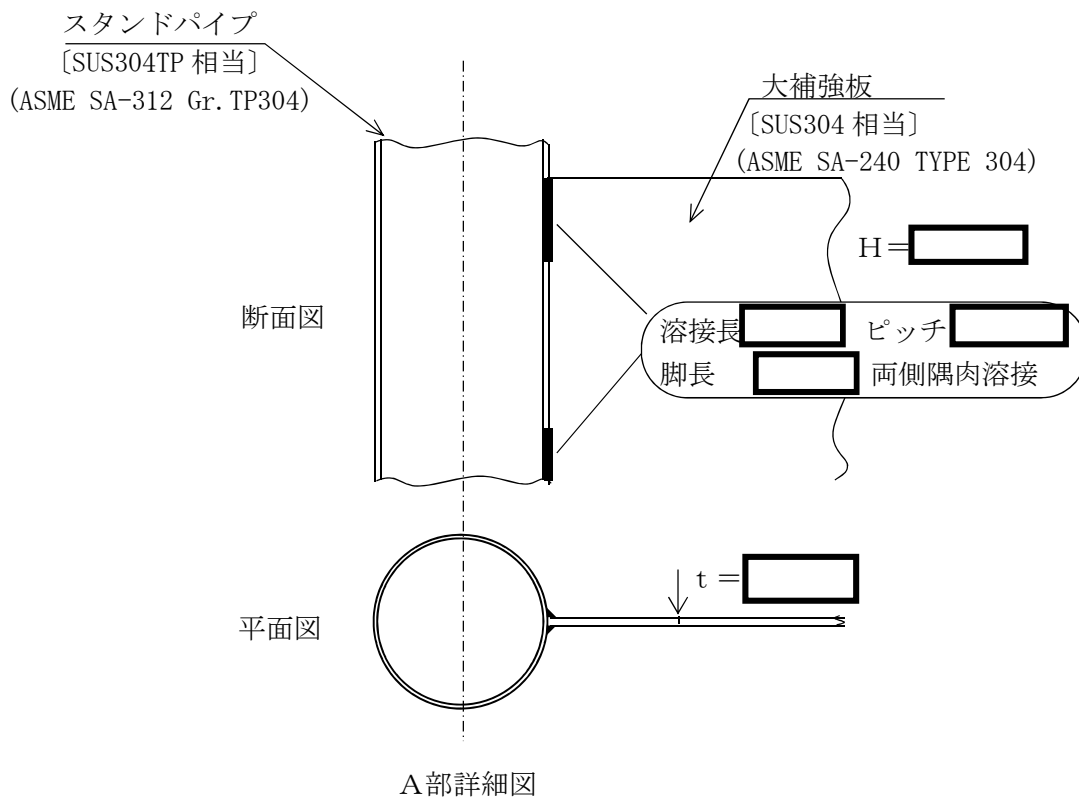 スタンドパイプ
〔SUS304TP 相当〕
(ASME SA-312 Gr.TP304)
大補強板
〔SUS304 相当〕
(ASME SA-240 TYPE 304)
H=
断面図
溶接長 ピッチ
脚長 両側隅肉溶接
t=
平面図
A部詳細図